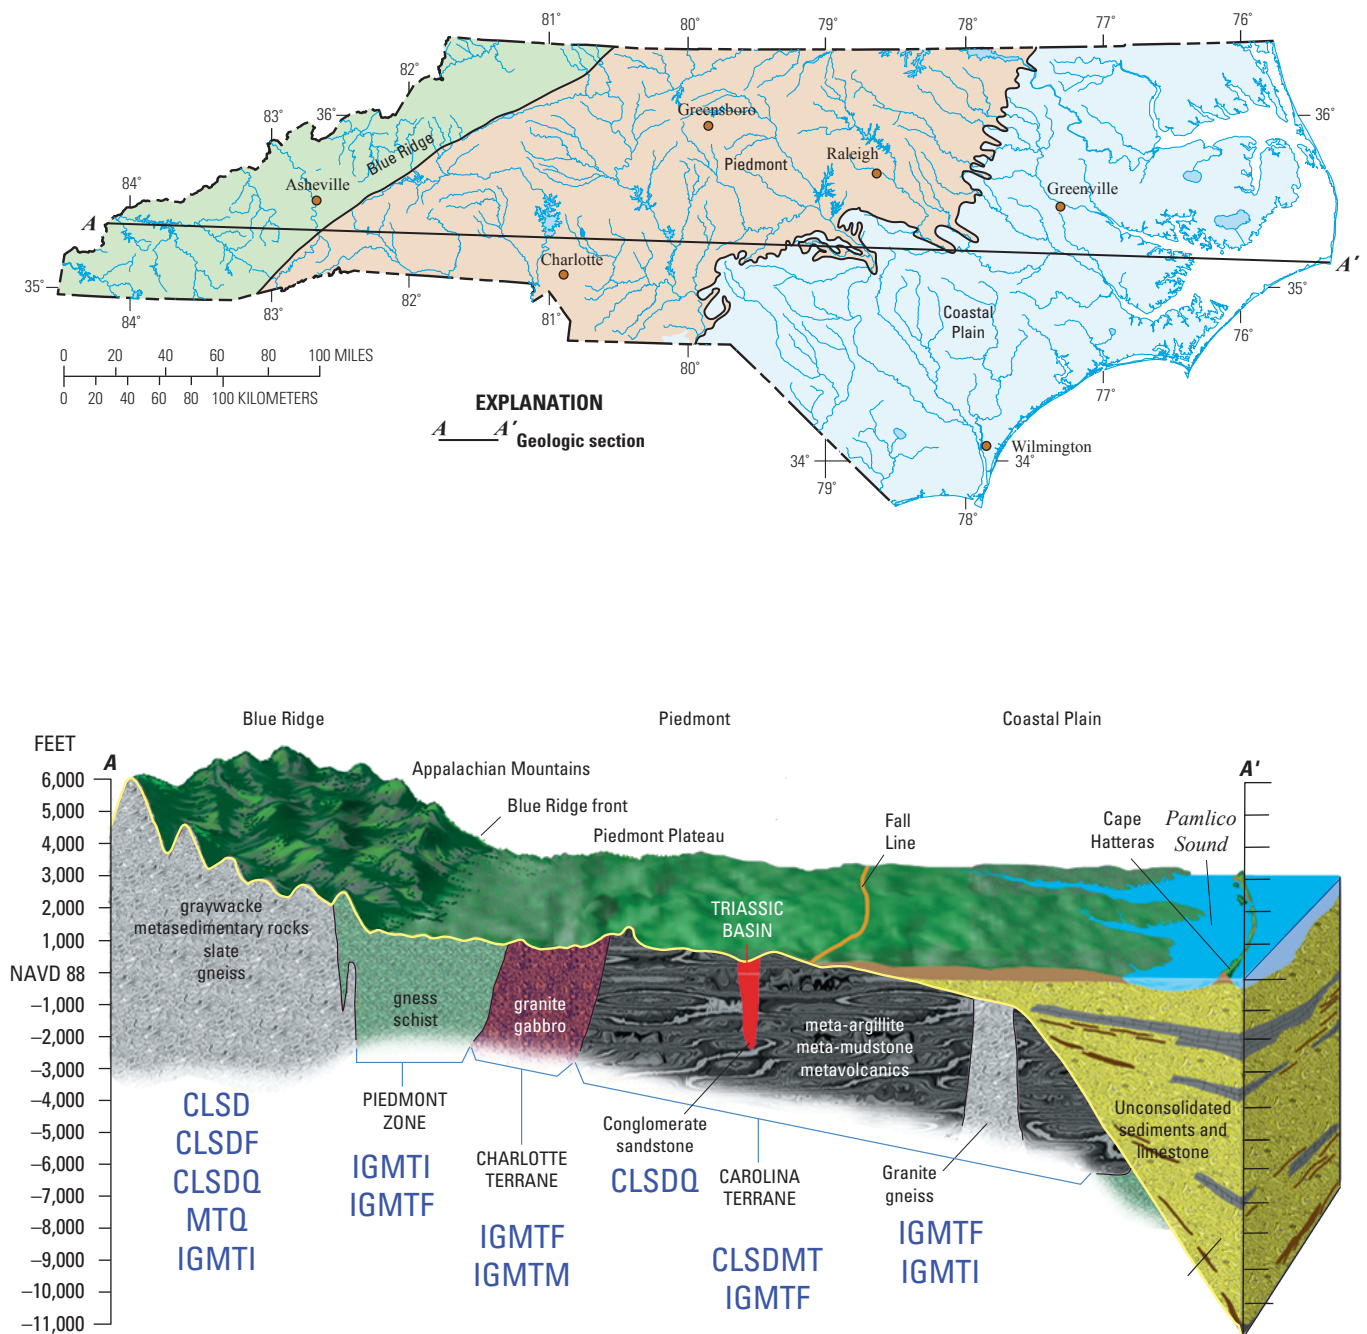 81°
80°
79°
78°
77°
76°
82°
83°
36°
84°
36°
Blue Ridge
Greensboro
Piedmont
Raleigh
Asheville
Greenville
A
A'
Charlotte
35°
84°
83°
82°
81°
80°
35°
76°
77°
Coastal
Plain
0 20 40 60 80 100 MILES
0 20 40 60 80 100 KILOMETERS
EXPLANATION
A A' Geologic section
Wilmington
34°
79°
34°
78°
Blue Ridge
Piedmont
Coastal Plain
FEET
A
A'
6,000
5,000
4,000
3,000
2,000
1,000
NAVD 88
–1,000
–2,000
–3,000
–4,000
–5,000
–6,000
–7,000
–8,000
–9,000
–10,000
–11,000
Appalachian Mountains
Blue Ridge front
Piedmont Plateau
Fall
Line
Cape
Hatteras
Pamlico
Sound
graywacke
metasedimentary rocks
slate
gneiss
TRIASSIC
BASIN
gness
schist
granite
gabbro
meta-argillite
meta-mudstone
metavolcanics
Unconsolidated
sediments and
limestone
PIEDMONT
ZONE
CHARLOTTE
TERRANE
Conglomerate
sandstone
CAROLINA
TERRANE
Granite
gneiss
CLSD
CLSDF
CLSDQ
MTQ
IGMTI
IGMTI
IGMTF
IGMTF
IGMTM
CLSDQ
CLSDMT
IGMTF
IGMTF
IGMTI